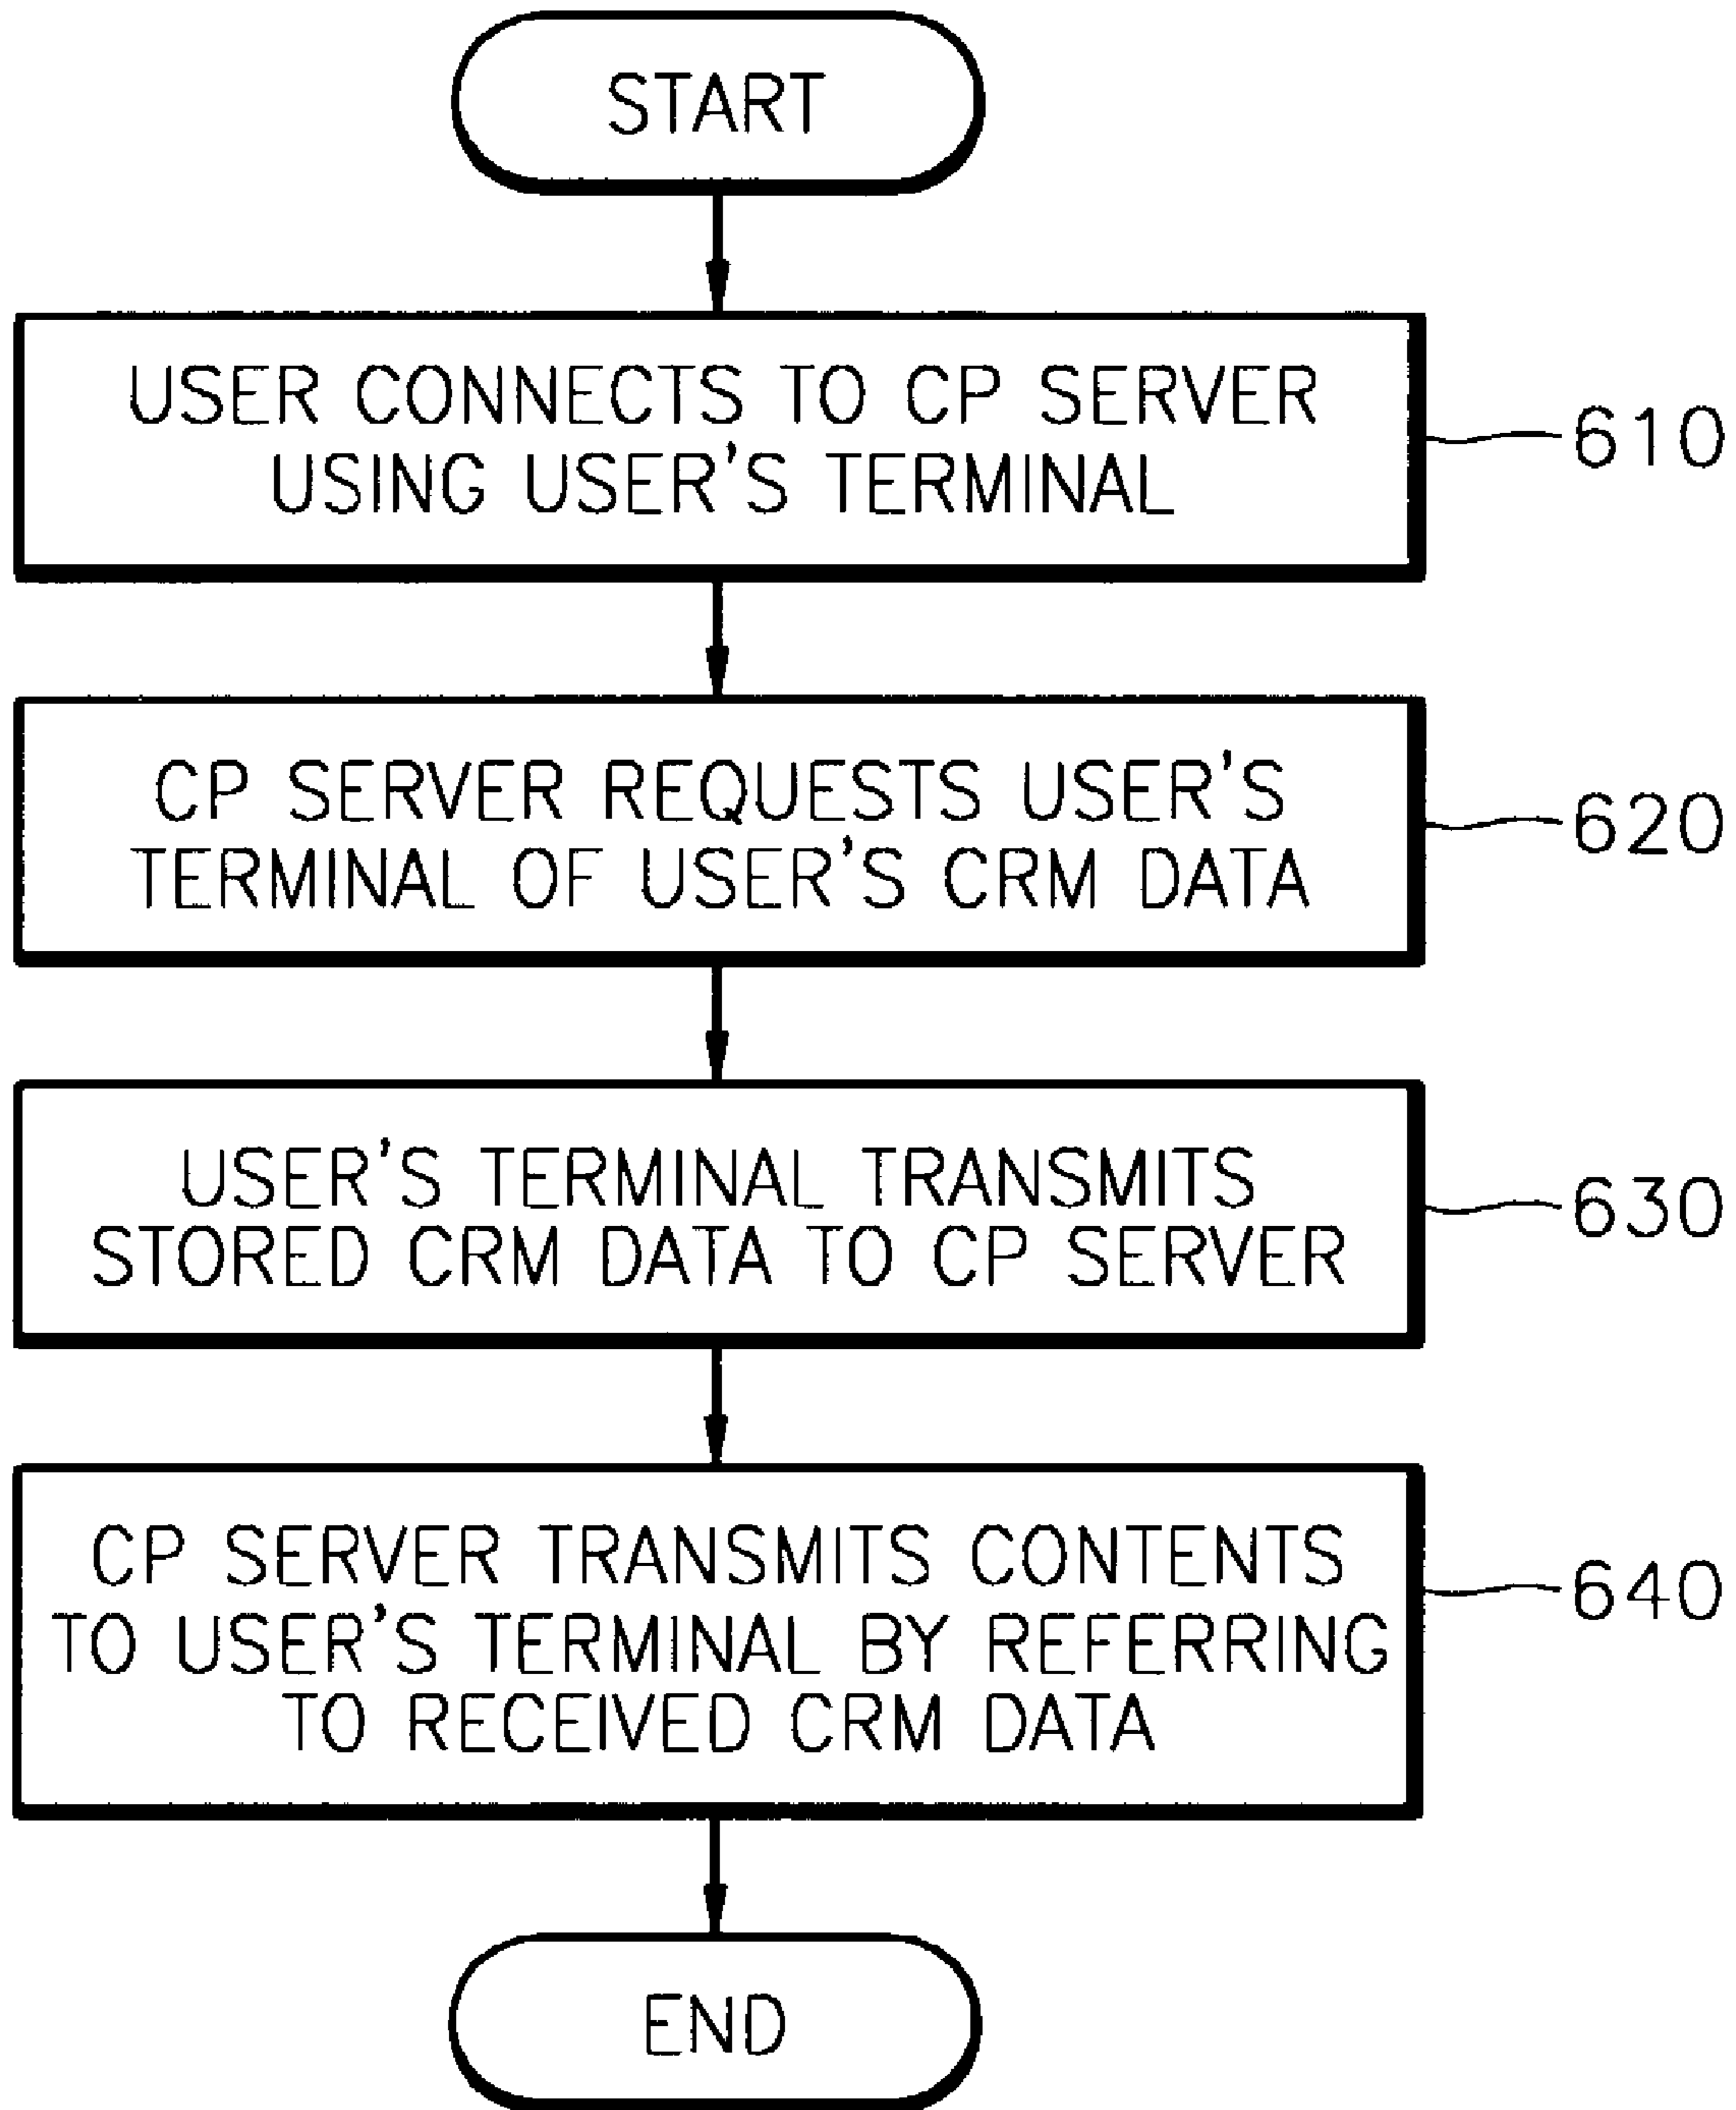 START
USER CONNECTS TO CP SERVER
USING USER'S TERMINAL
610
CP SERVER REQUESTS USER'S
TERMINAL OF USER'S CRM DATA
620
USER'S TERMINAL TRANSMITS
STORED CRM DATA TO CP SERVER
630
CP SERVER TRANSMITS CONTENTS
TO USER'S TERMINAL BY REFERRING
TO RECEIVED CRM DATA
640
END